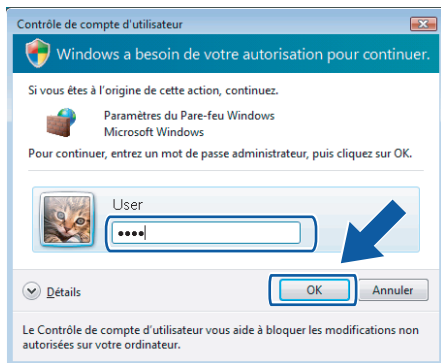 Contrôle de compte d'utilisateur
Windows a besoin de votre autorisation pour continuer.
Si vous êtes à l'origine de cette action, continuez.
Paramètres du Pare-feu Windows
Microsoft Windows
Pour continuer, entrez un mot de passe administrateur, puis cliquez sur OK.
User
••••
Détails
OK
Annuler
Le Contrôle de compte d'utilisateur vous aide à bloquer les modifications non
autorisées sur votre ordinateur.